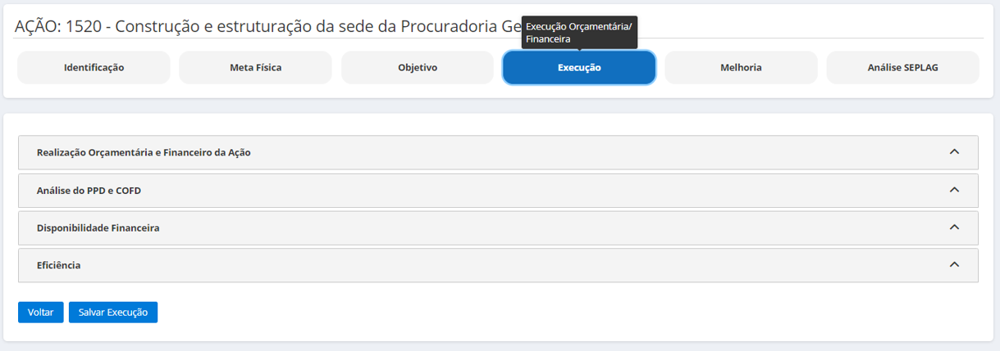 AÇÃO: 1520 - Construção e estruturação da sede da Procuradoria Ge
Execução Orçamentária/
Financeira
Identificação
Meta Física
Objetivo
Execução
Melhoria
Análise SEPLAG
Realização Orçamentária e Financeiro da Ação
Análise do PPD e COFD
Disponibilidade Financeira
Eficiência
Voltar
Salvar Execução